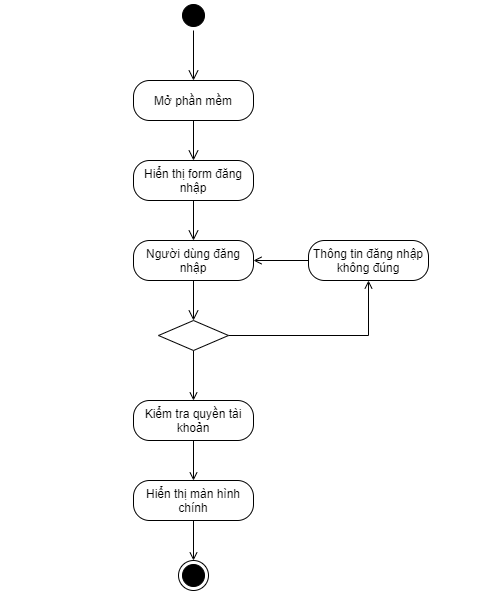 Mở phần mềm
Hiển thị form đăng
nhập
Người dùng đăng
nhập
Thông tin đăng nhập
không đúng
Kiểm tra quyền tài
khoản
Hiển thị màn hình
chính